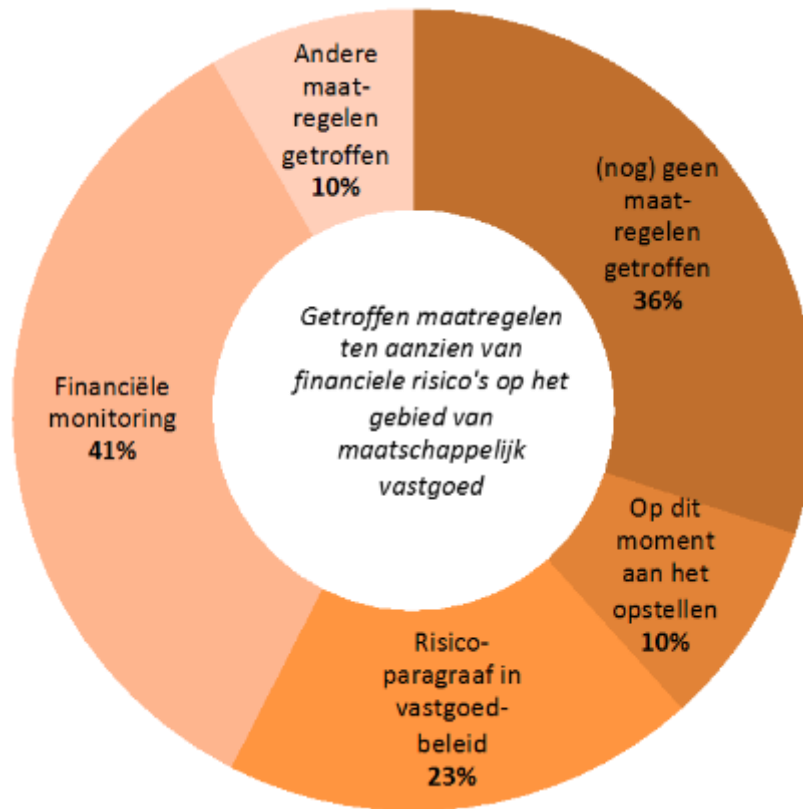 Andere
maat-
regelen
getroffen
10%
(nog) geen
maat-
regelen
getroffen
36%
Getroffen maatregelen
ten aanzien van
financiele risico's op het
gebied van
maatschappelijk
vastgoed
Financiële
monitoring
41%
Op dit
moment
aan het
opstellen
10%
Risico-
paragraaf in
vastgoed-
beleid
23%